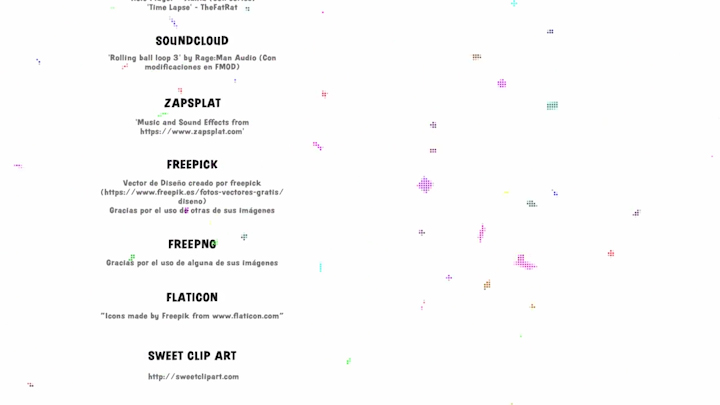 'Time Lapse' - TheFatRat
SOUNDCLOUD
'Rolling ball loop 3' by Rage:Man Audio (Con
modificaciones en FMOD)
ZAPSPLAT
'Music and Sound Effects from
https://www.zapsplat.com'
FREEPICK
Vector de Diseño creado por freepick
(https://www.freepik.es/fotos-vectores-gratis/
diseno)
Gracias por el uso de otras de sus imágenes
FREEPNG
Gracias por el uso de alguna de sus imágenes
FLATICON
"Icons made by Freepik from www.flaticon.com"
SWEET CLIP ART
http://sweetclipart.com